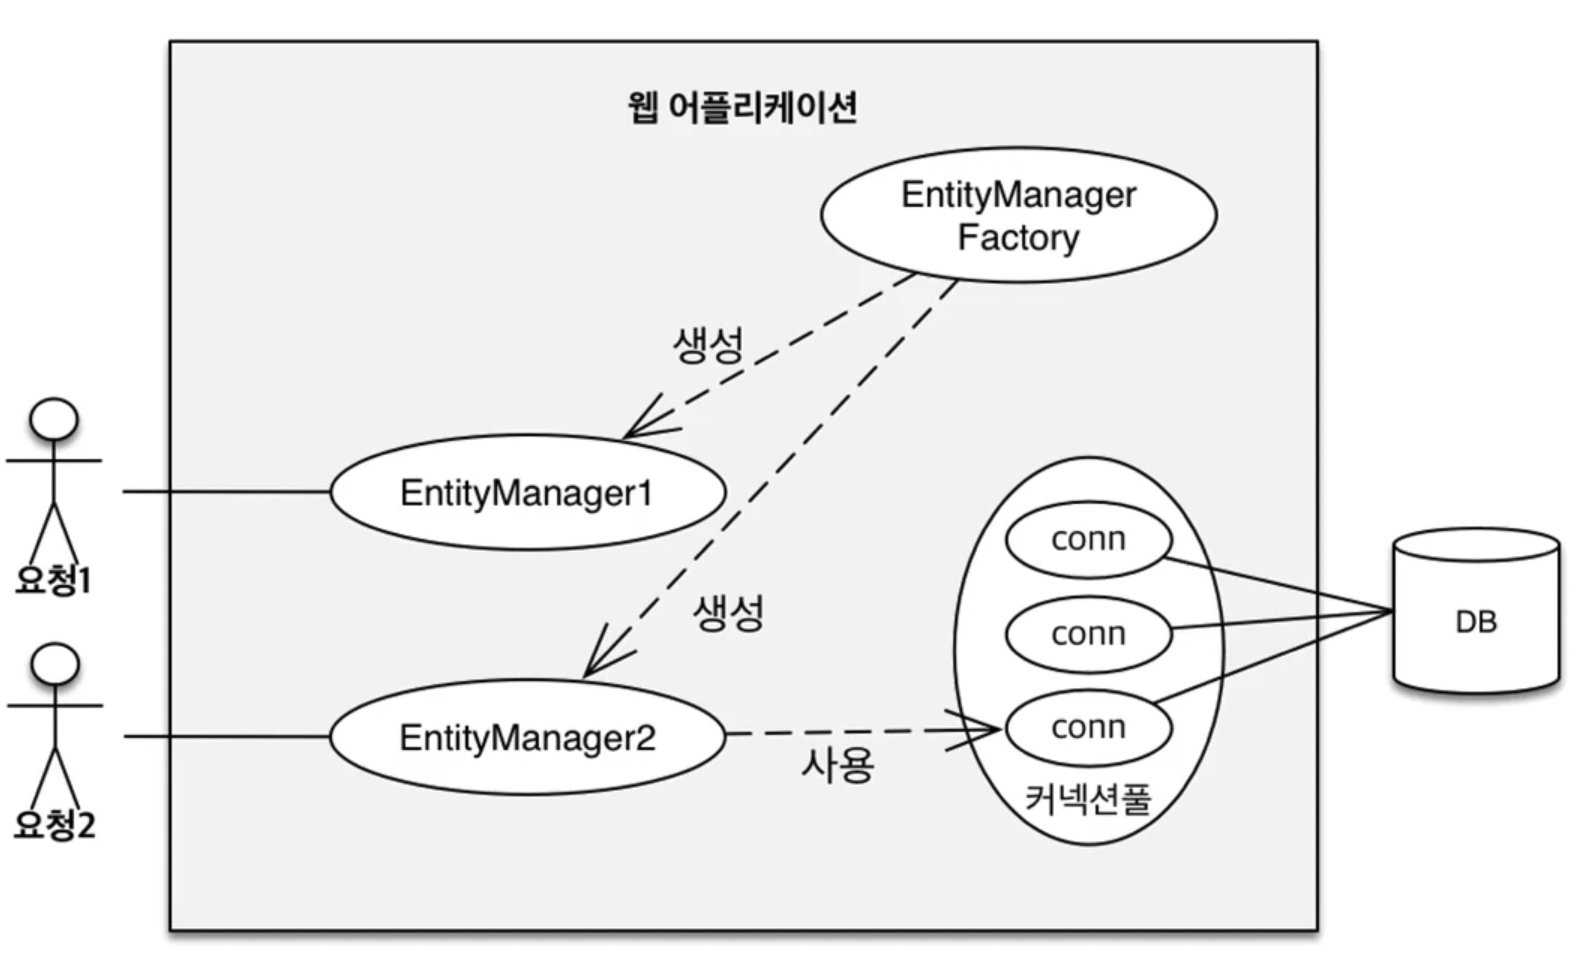 웹 어플리케이션
EntityManager
Factory
생성
EntityManager1
요청1
생성
conn
conn
conn
커넥션풀
DB
EntityManager2
사용
요청2